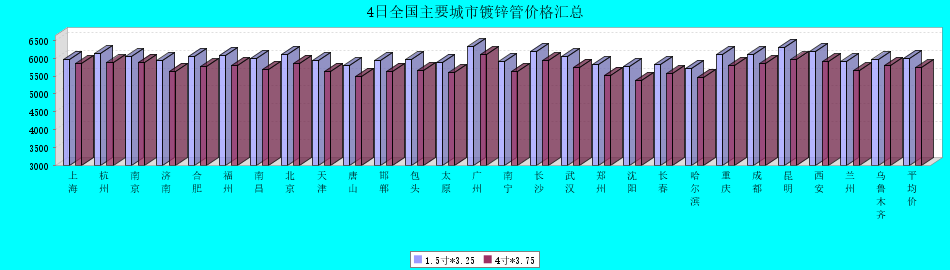 4日全国主要城市镀锌管价格汇总
6500
6000
5500
5000
4500
4000
3500
3000
上海
杭州
南京
济南
合肥
福州
南昌
北京
天津
唐山
邯郸
包头
太原
广州
南宁
长沙
武汉
郑州
沈阳
长春
哈尔滨
重庆
成都
昆明
西安
兰州
乌鲁木齐
平均价
1.5寸*3.25
4寸*3.75